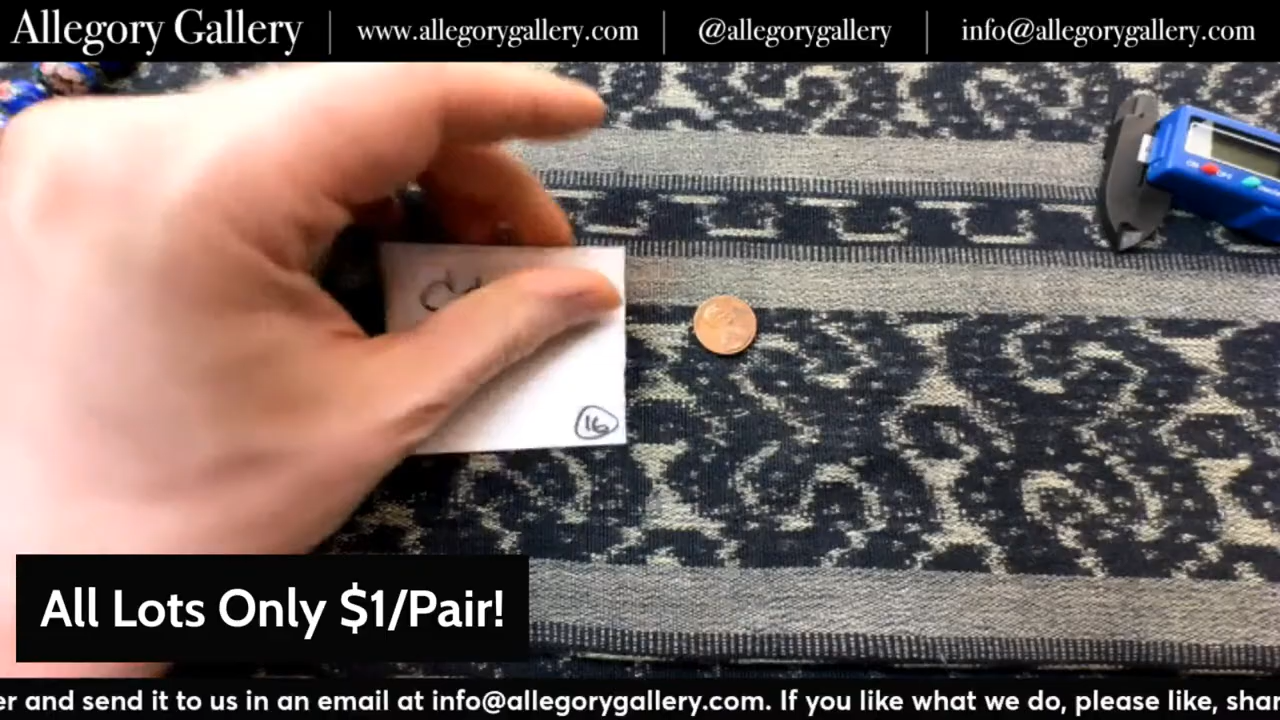 Allegory Gallery
www.allegorygallery.com
@allegorygallery
info@allegorygallery.com
16
All Lots Only $1/Pair!
er and send it to us in an email at info@allegorygallery.com. If you like what we do, please like, shar